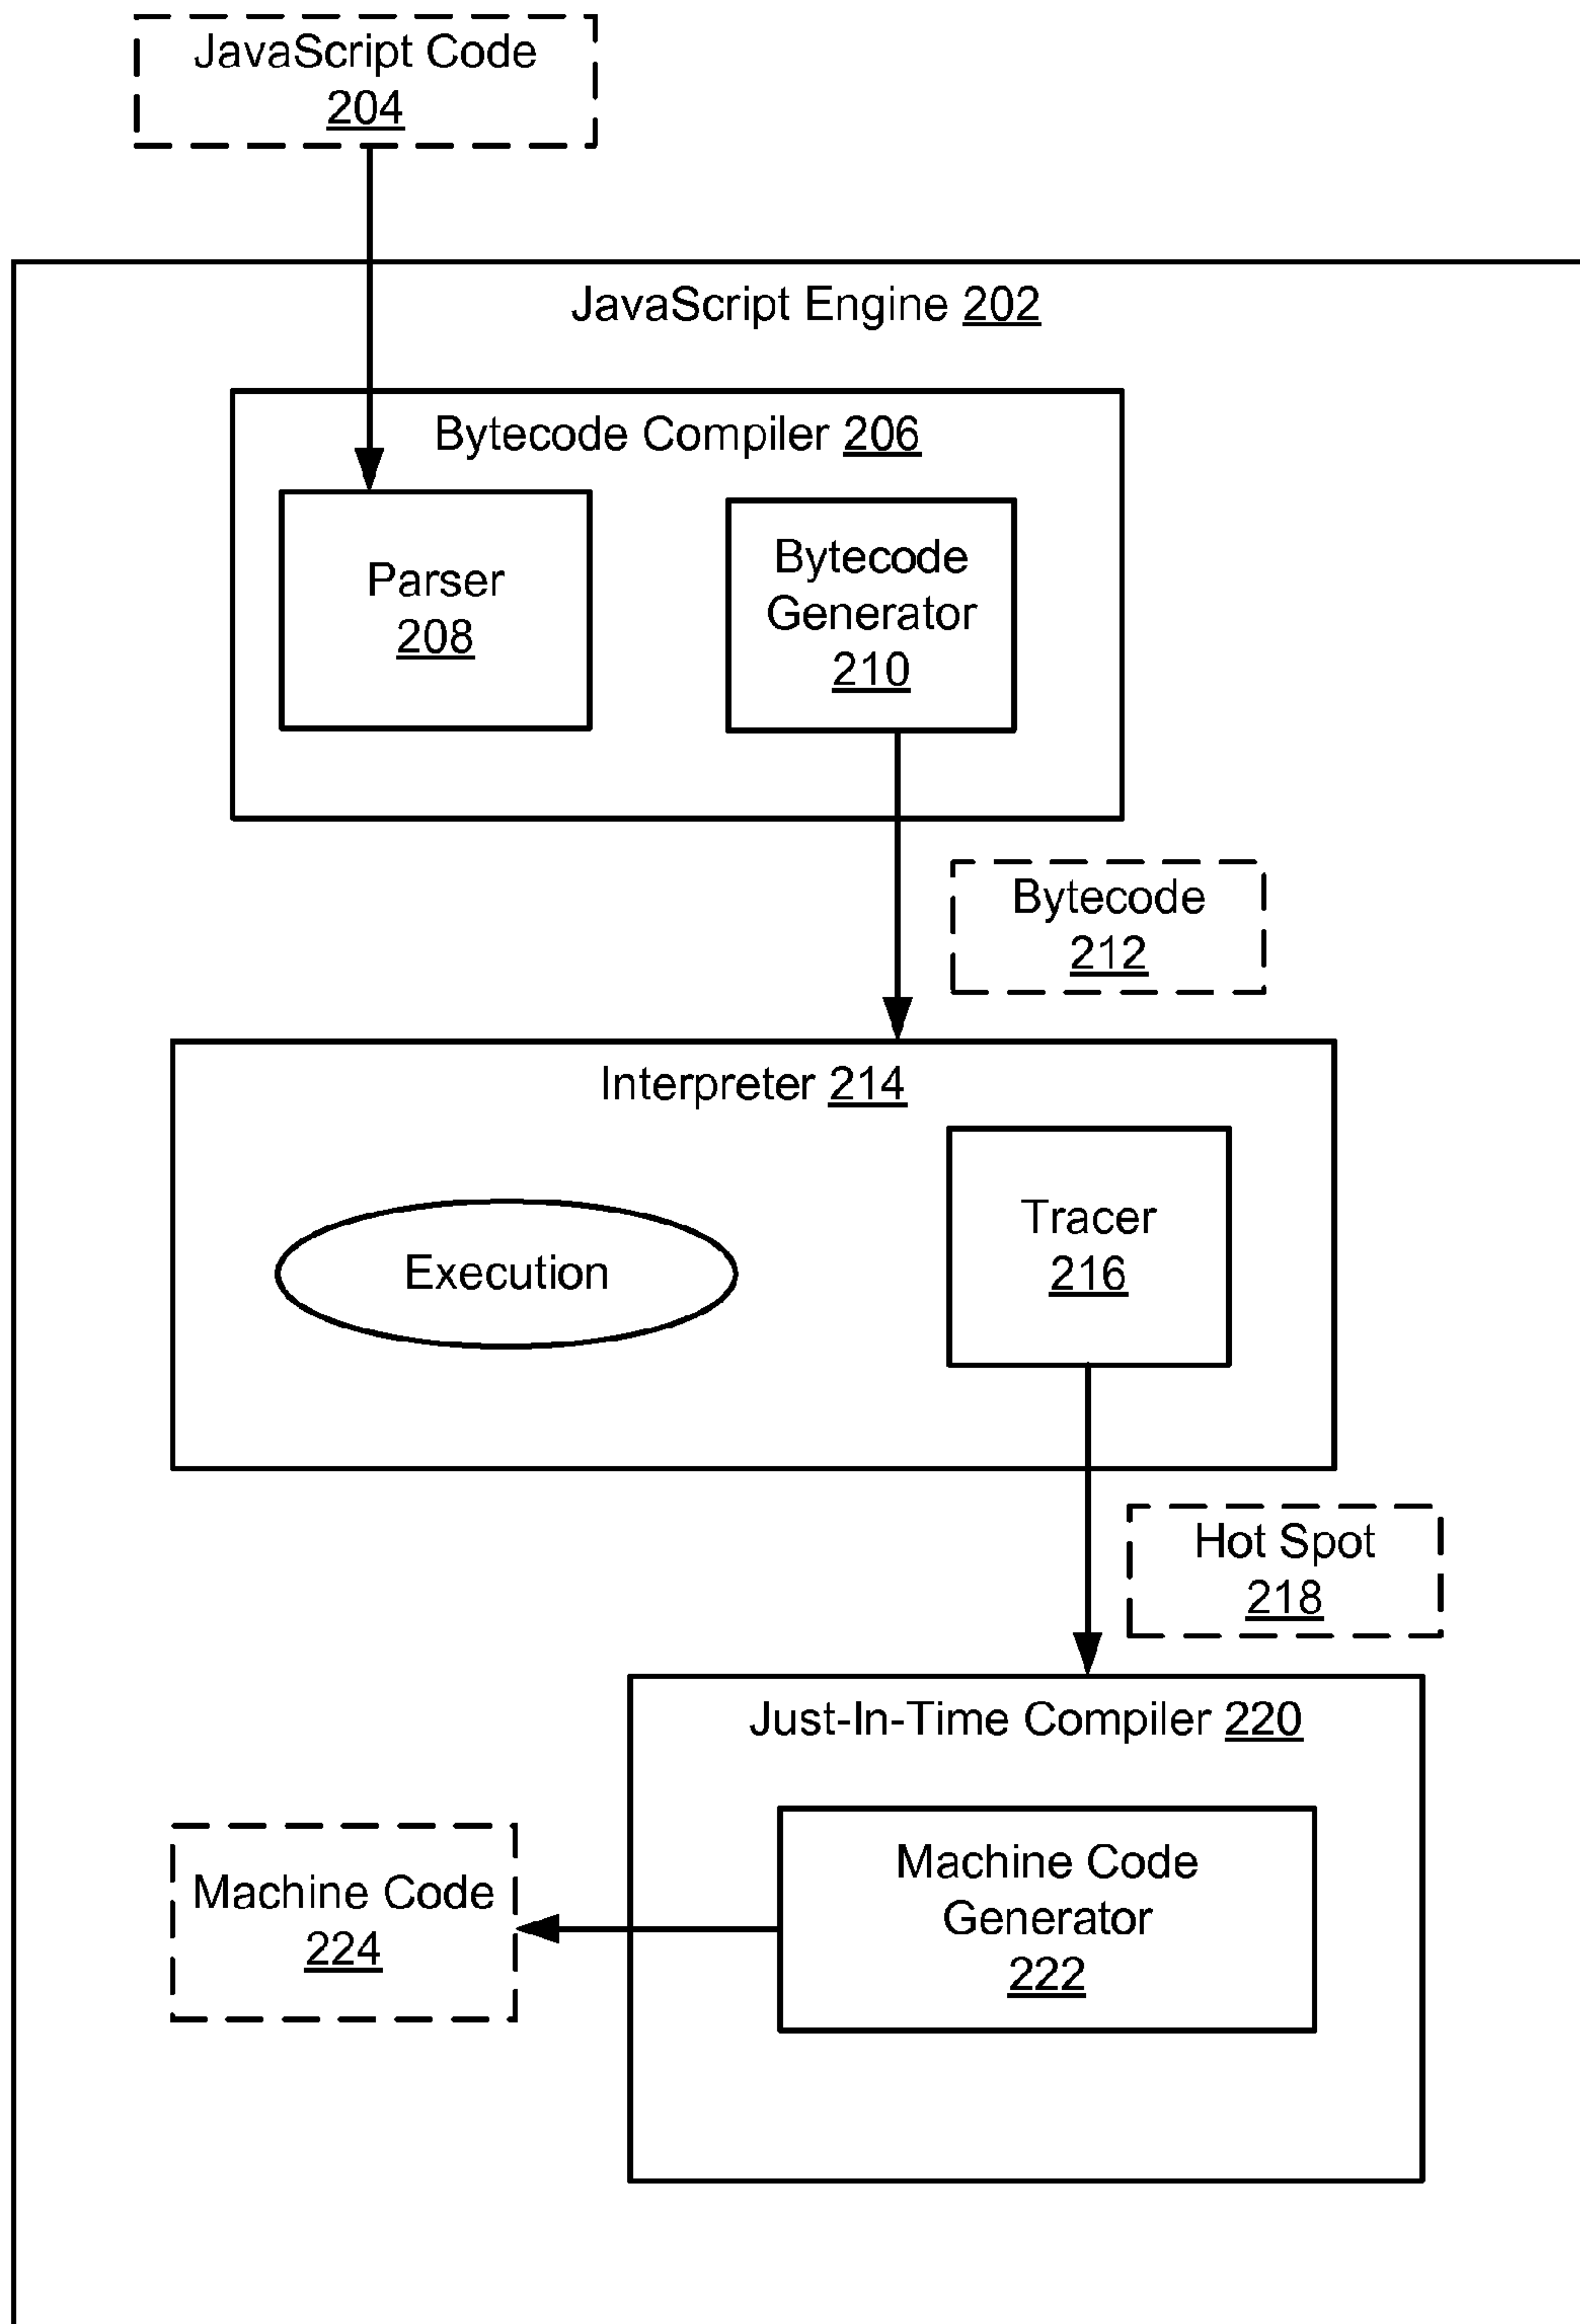 JavaScript Code
204
JavaScript Engine 202
Bytecode Compiler 206
Parser
208
Bytecode
Generator
210
Bytecode
212
Interpreter 214
Execution
Tracer
216
Hot Spot
218
Just-In-Time Compiler 220
Machine Code
Generator
222
Machine Code
224